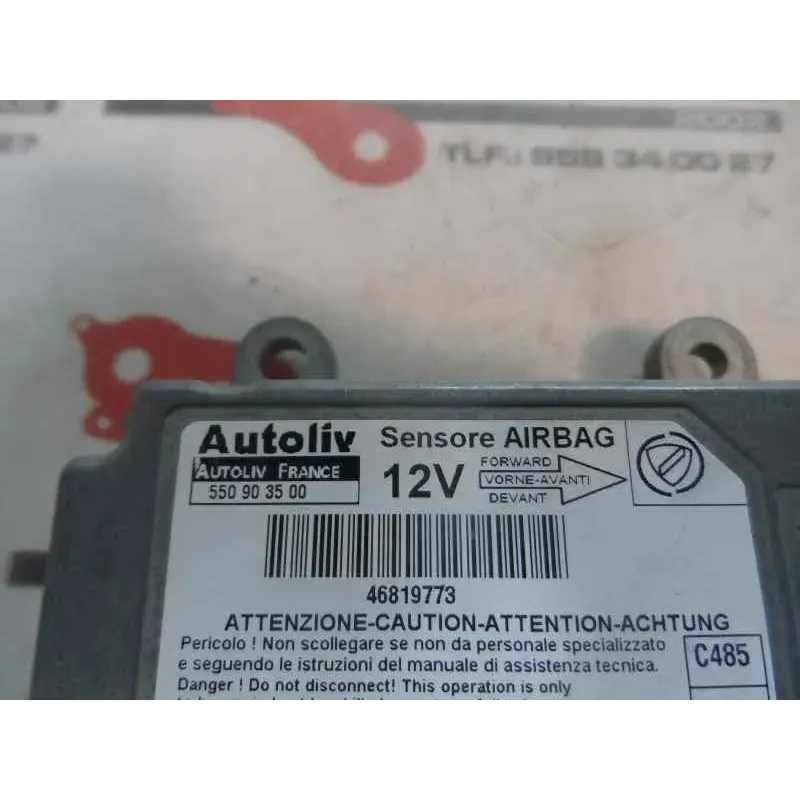 2002
27
TLF.: 958 34 00 27
Autoliv
Sensore AIRBAG
AUTOLIV FRANCE
550 90 35 00
12V
FORWARD
VORNE-AVANTI
DEVANT
46819773
ATTENZIONE-CAUTION-ATTENTION-ACHTUNG
Pericolo ! Non scollegare se non da personale specializzato
e seguendo le istruzioni del manuale di assistenza tecnica.
C485
Danger ! Do not disconnect! This operation is only